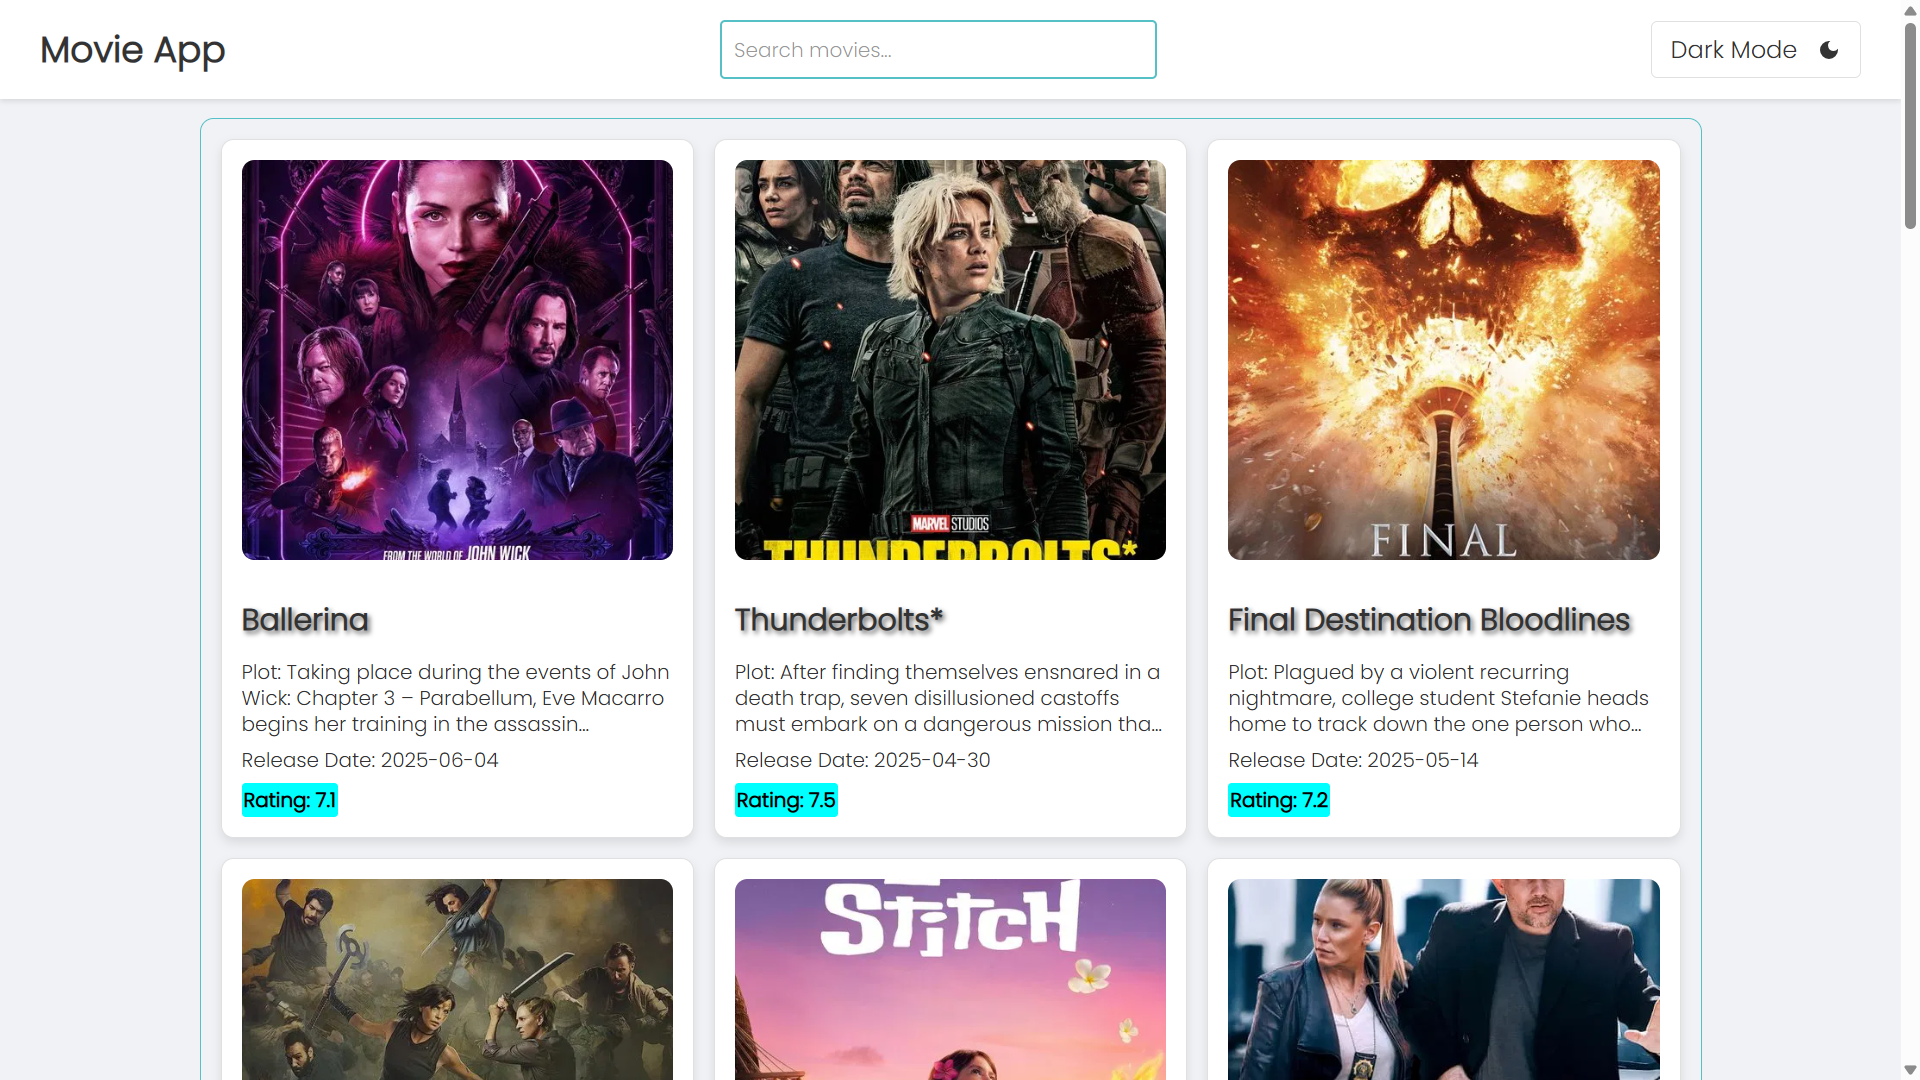 Movie App
Search movies...
Dark Mode
FROM THE WORLD OF JOHN WICK
MARVEL STUDIOS
THUNDERBOLTS*
FINAL
Ballerina
Plot: Taking place during the events of John
Wick: Chapter 3 – Parabellum, Eve Macarro
begins her training in the assassin...
Release Date: 2025-06-04
Rating: 7.1
Thunderbolts*
Plot: After finding themselves ensnared in a
death trap, seven disillusioned castoffs
must embark on a dangerous mission tha...
Release Date: 2025-04-30
Rating: 7.5
Final Destination Bloodlines
Plot: Plagued by a violent recurring
nightmare, college student Stefanie heads
home to track down the one person who...
Release Date: 2025-05-14
Rating: 7.2
STITCH